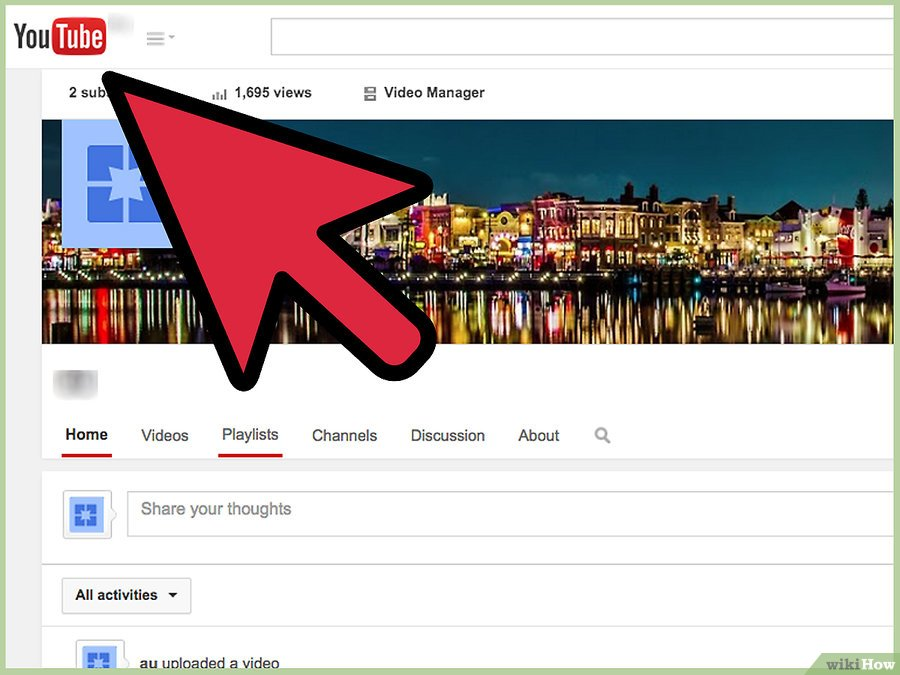 YouTube
2 sub
1,695 views
Video Manager
Home Videos Playlists Channels Discussion About
Share your thoughts
All activities
au uploaded a video
wikiHow